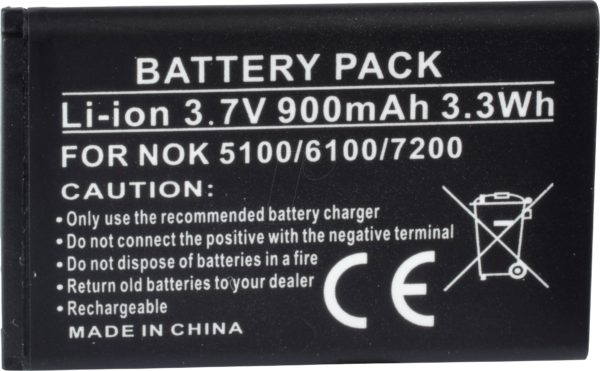 BATTERY PACK
Li-ion 3.7V 900mAh 3.3Wh
FOR NOK 5100/6100/7200
CAUTION:
• Only use the recommended battery charger
• Do not connect the positive with the negative terminal
• Do not dispose of batteries in a fire
• Return old batteries to your dealer
• Rechargeable
MADE IN CHINA
CE